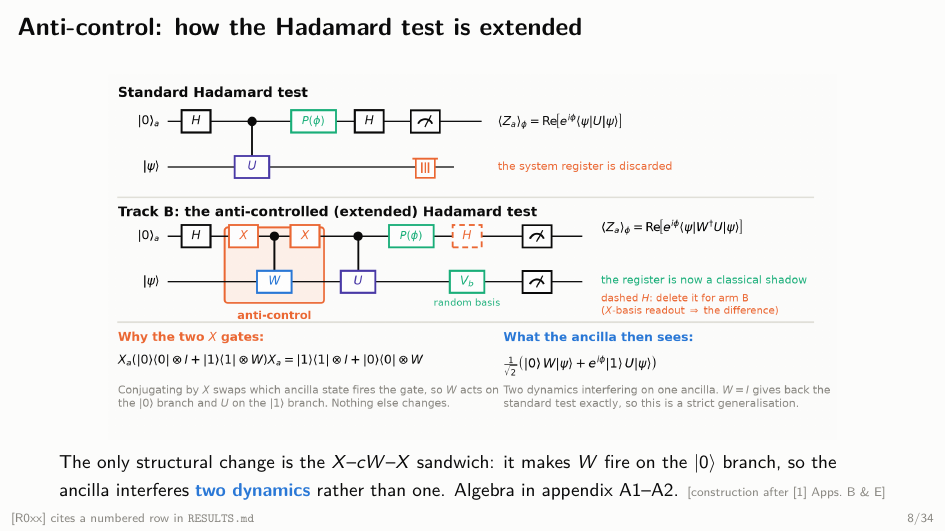 Anti-control: how the Hadamard test is extended
Standard Hadamard test
|0⟩ₐ H P(ϕ) H ⟨Zₐ⟩ϕ = Re[e^{iϕ}⟨ψ|U|ψ⟩]
|ψ⟩ U the system register is discarded
Track B: the anti-controlled (extended) Hadamard test
|0⟩ₐ H X X P(ϕ) H ⟨Zₐ⟩ϕ = Re[e^{iϕ}⟨ψ|W†U|ψ⟩]
|ψ⟩ W U V_b the register is now a classical shadow
random basis dashed H: delete it for arm B
(X-basis readout ⇒ the difference)
anti-control
Why the two X gates:
Xₐ(|0⟩⟨0| ⊗ I + |1⟩⟨1| ⊗ W)Xₐ = |1⟩⟨1| ⊗ I + |0⟩⟨0| ⊗ W
Conjugating by X swaps which ancilla state fires the gate, so W acts on
the |0⟩ branch and U on the |1⟩ branch. Nothing else changes.
What the ancilla then sees:
1/√2 (|0⟩ W|ψ⟩ + e^{iϕ}|1⟩ U|ψ⟩)
Two dynamics interfering on one ancilla. W = I gives back the
standard test exactly, so this is a strict generalisation.
The only structural change is the X–cW–X sandwich: it makes W fire on the |0⟩ branch, so the
ancilla interferes two dynamics rather than one. Algebra in appendix A1–A2. [construction after [1] Apps. B & E]
[R0xx] cites a numbered row in RESULTS.md
8/34